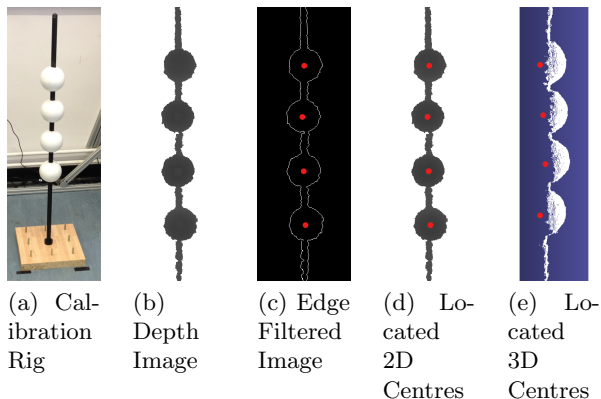 (a) Cal-
ibration
Rig
(b)
Depth
Image
(c) Edge
Filtered
Image
(d) Lo-
cated
2D
Centres
(e) Lo-
cated
3D
Centres